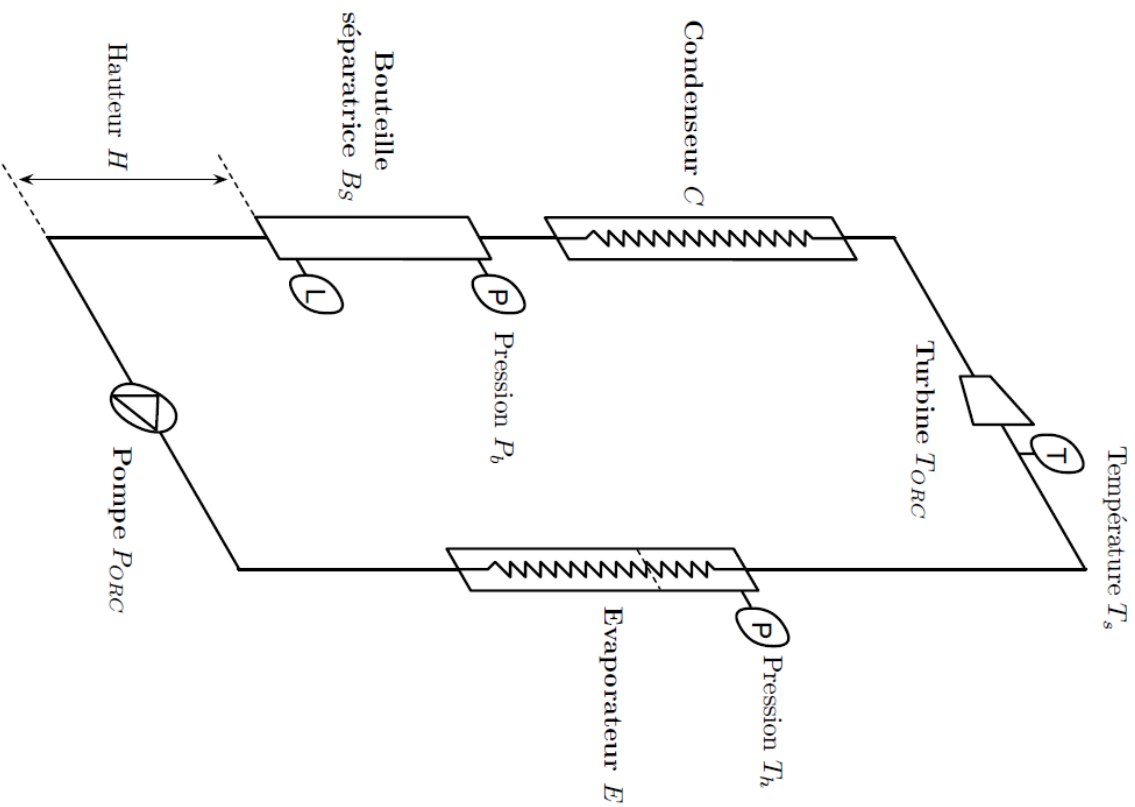 Température T_s
T
Turbine T_ORC
Pression T_h
P
Condenseur C
Evaporateur E
Pression P_b
P
Bouteille
séparatrice B_S
L
Hauteur H
Pompe P_ORC